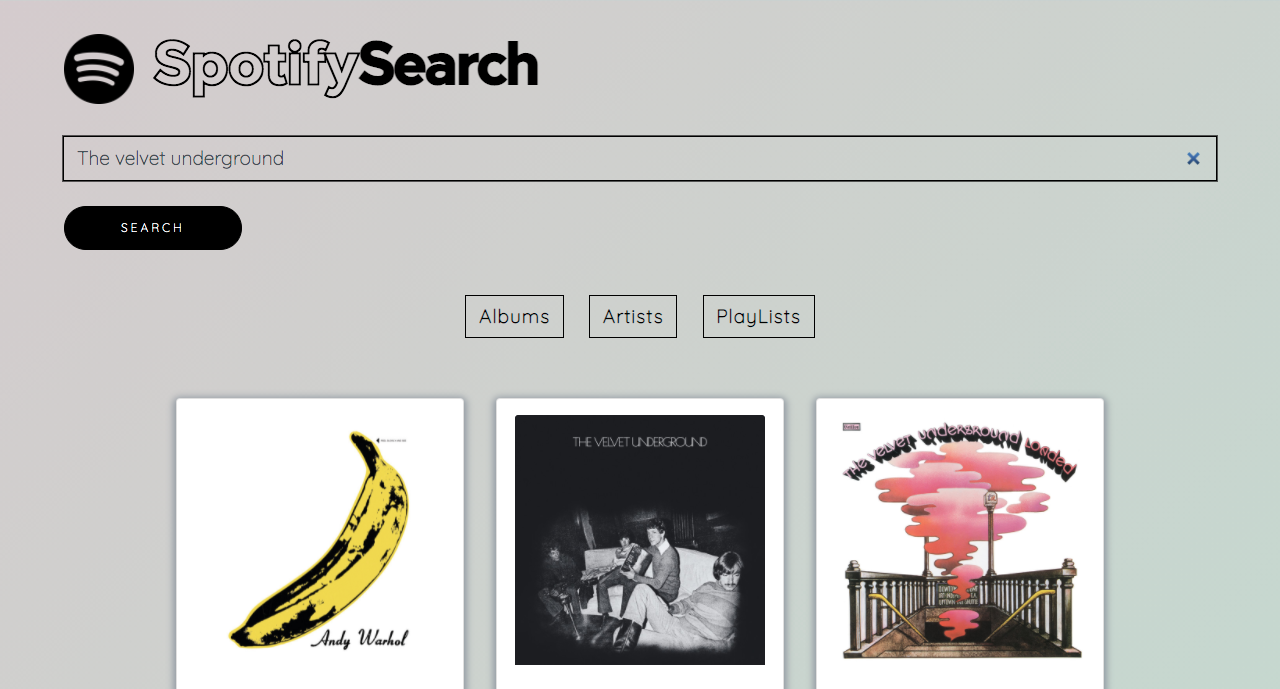 SpotifySearch
The velvet underground
SEARCH
Albums
Artists
PlayLists
THE VELVET UNDERGROUND
THE VELVET UNDERGROUND LOADED
Andy Warhol